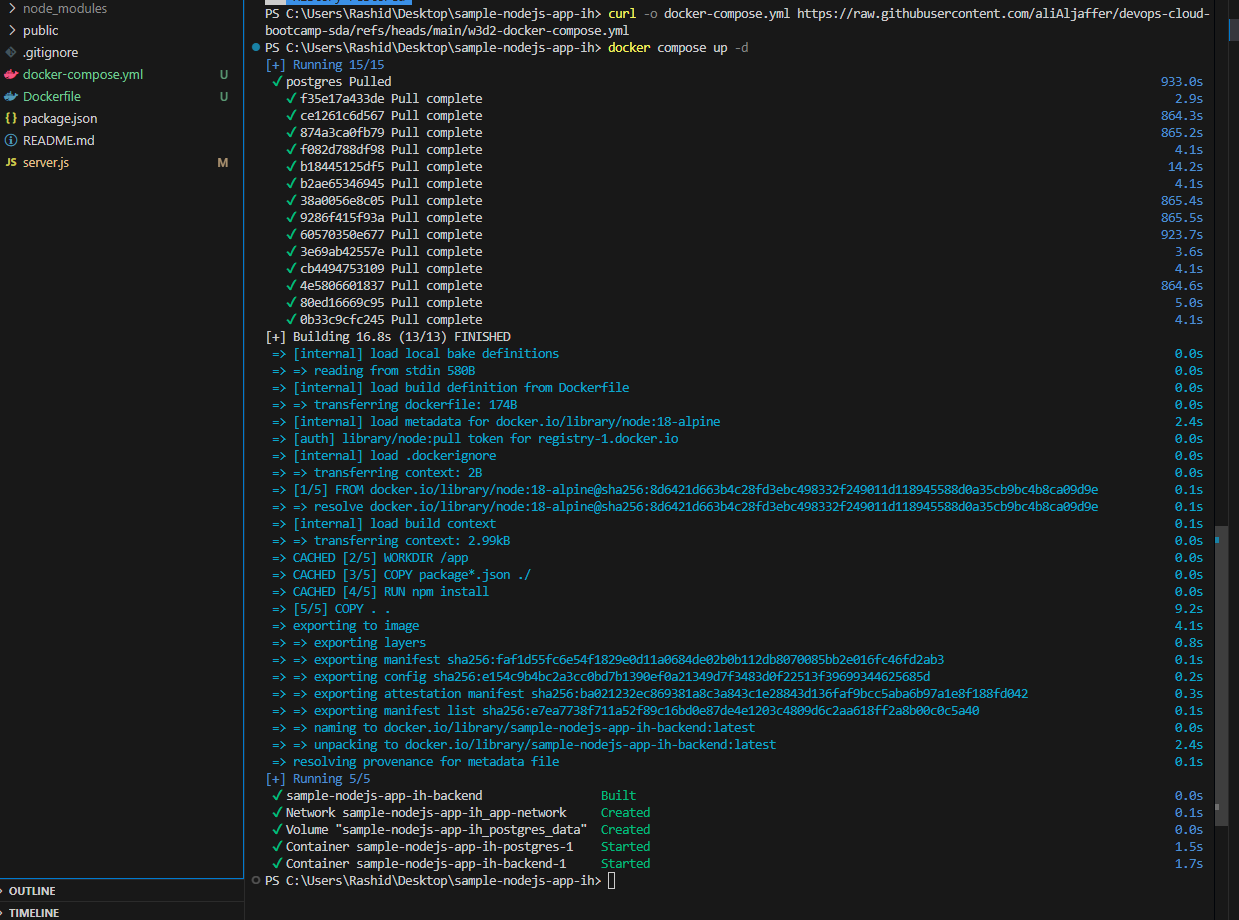 node_modules
public
.gitignore
docker-compose.yml U
Dockerfile U
package.json
README.md
JS server.js M
OUTLINE
TIMELINE
PS C:\Users\Rashid\Desktop\sample-nodejs-app-ih> curl -o docker-compose.yml https://raw.githubusercontent.com/aliAljaffer/devops-cloud-
bootcamp-sda/refs/heads/main/w3d2-docker-compose.yml
PS C:\Users\Rashid\Desktop\sample-nodejs-app-ih> docker compose up -d
[+] Running 15/15
✔ postgres Pulled 933.0s
✔ f35e17a433de Pull complete 2.9s
✔ ce1261c6d567 Pull complete 864.3s
✔ 874a3ca0fb79 Pull complete 865.2s
✔ f082d788df98 Pull complete 4.1s
✔ b18445125df5 Pull complete 14.2s
✔ b2ae65346945 Pull complete 4.1s
✔ 38a0056e8c05 Pull complete 865.4s
✔ 9286f415f93a Pull complete 865.5s
✔ 60570350e677 Pull complete 923.7s
✔ 3e69ab42557e Pull complete 3.6s
✔ cb4494753109 Pull complete 4.1s
✔ 4e5806601837 Pull complete 864.6s
✔ 80ed16669c95 Pull complete 5.0s
✔ 0b33c9cfc245 Pull complete 4.1s
[+] Building 16.8s (13/13) FINISHED
=> [internal] load local bake definitions 0.0s
=> => reading from stdin 580B 0.0s
=> [internal] load build definition from Dockerfile 0.0s
=> => transferring dockerfile: 174B 0.0s
=> [internal] load metadata for docker.io/library/node:18-alpine 2.4s
=> [auth] library/node:pull token for registry-1.docker.io 0.0s
=> [internal] load .dockerignore 0.0s
=> => transferring context: 2B 0.0s
=> [1/5] FROM docker.io/library/node:18-alpine@sha256:8d6421d663b4c28fd3ebc498332f249011d118945588d0a35cb9bc4b8ca09d9e 0.1s
=> => resolve docker.io/library/node:18-alpine@sha256:8d6421d663b4c28fd3ebc498332f249011d118945588d0a35cb9bc4b8ca09d9e 0.1s
=> [internal] load build context 0.1s
=> => transferring context: 2.99kB 0.0s
=> CACHED [2/5] WORKDIR /app 0.0s
=> CACHED [3/5] COPY package*.json ./ 0.0s
=> CACHED [4/5] RUN npm install 0.0s
=> [5/5] COPY . . 9.2s
=> exporting to image 4.1s
=> => exporting layers 0.8s
=> => exporting manifest sha256:faf1d55fc6e54f1829e0d11a0684de02b0b112db8070085bb2e016fc46fd2ab3 0.1s
=> => exporting config sha256:e154c9b4bc2a3cc0bd7b1390ef0a21349d7f3483d0f22513f39699344625685d 0.2s
=> => exporting attestation manifest sha256:ba021232ec869381a8c3a843c1e28843d136faf9bcc5aba6b97a1e8f188fd042 0.3s
=> => exporting manifest list sha256:e7ea7738f711a52f89c16bd0e87de4e1203c4809d6c2aa618ff2a8b00c0c5a40 0.1s
=> => naming to docker.io/library/sample-nodejs-app-ih-backend:latest 0.0s
=> => unpacking to docker.io/library/sample-nodejs-app-ih-backend:latest 2.4s
=> resolving provenance for metadata file 0.1s
[+] Running 5/5
✔ sample-nodejs-app-ih-backend Built 0.0s
✔ Network sample-nodejs-app-ih_app-network Created 0.1s
✔ Volume "sample-nodejs-app-ih_postgres_data" Created 0.0s
✔ Container sample-nodejs-app-ih-postgres-1 Started 1.5s
✔ Container sample-nodejs-app-ih-backend-1 Started 1.7s
PS C:\Users\Rashid\Desktop\sample-nodejs-app-ih>